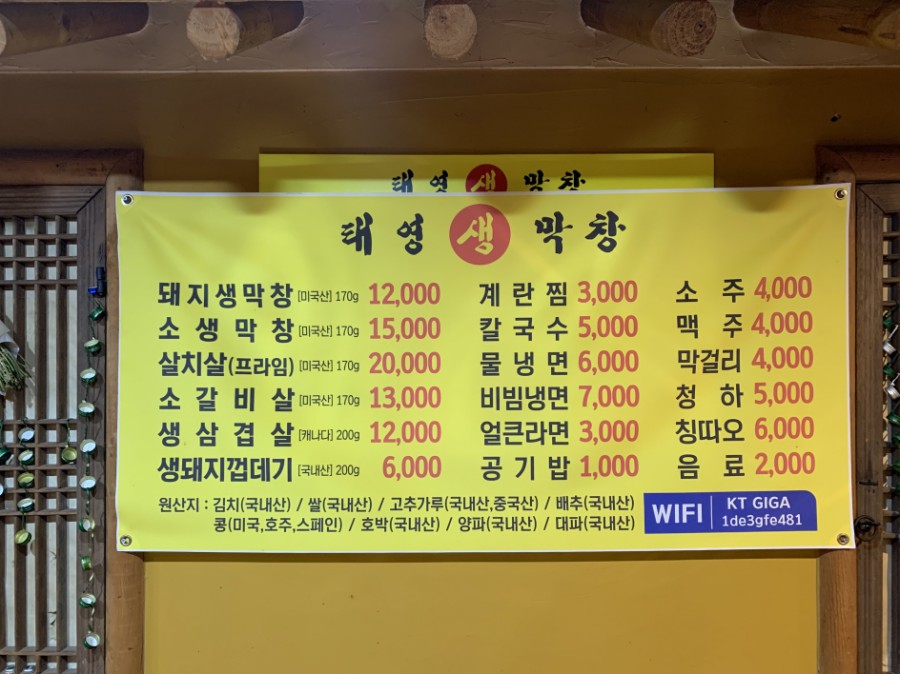 태영생막창
태영생막창
돼지생막창 [미국산] 170g 12,000
소생막창 [미국산] 170g 15,000
살치살(프라임) [미국산] 170g 20,000
소갈비살 [미국산] 170g 13,000
생삼겹살 [캐나다] 200g 12,000
생돼지껍데기 [국내산] 200g 6,000
계란찜 3,000
칼국수 5,000
물냉면 6,000
비빔냉면 7,000
얼큰라면 3,000
공기밥 1,000
소주 4,000
맥주 4,000
막걸리 4,000
청하 5,000
칭따오 6,000
음료 2,000
원산지 : 김치(국내산) / 쌀(국내산) / 고추가루(국내산,중국산) / 배추(국내산)
콩(미국,호주,스페인) / 호박(국내산) / 양파(국내산) / 대파(국내산)
WIFI
KT GIGA
1de3gfe481